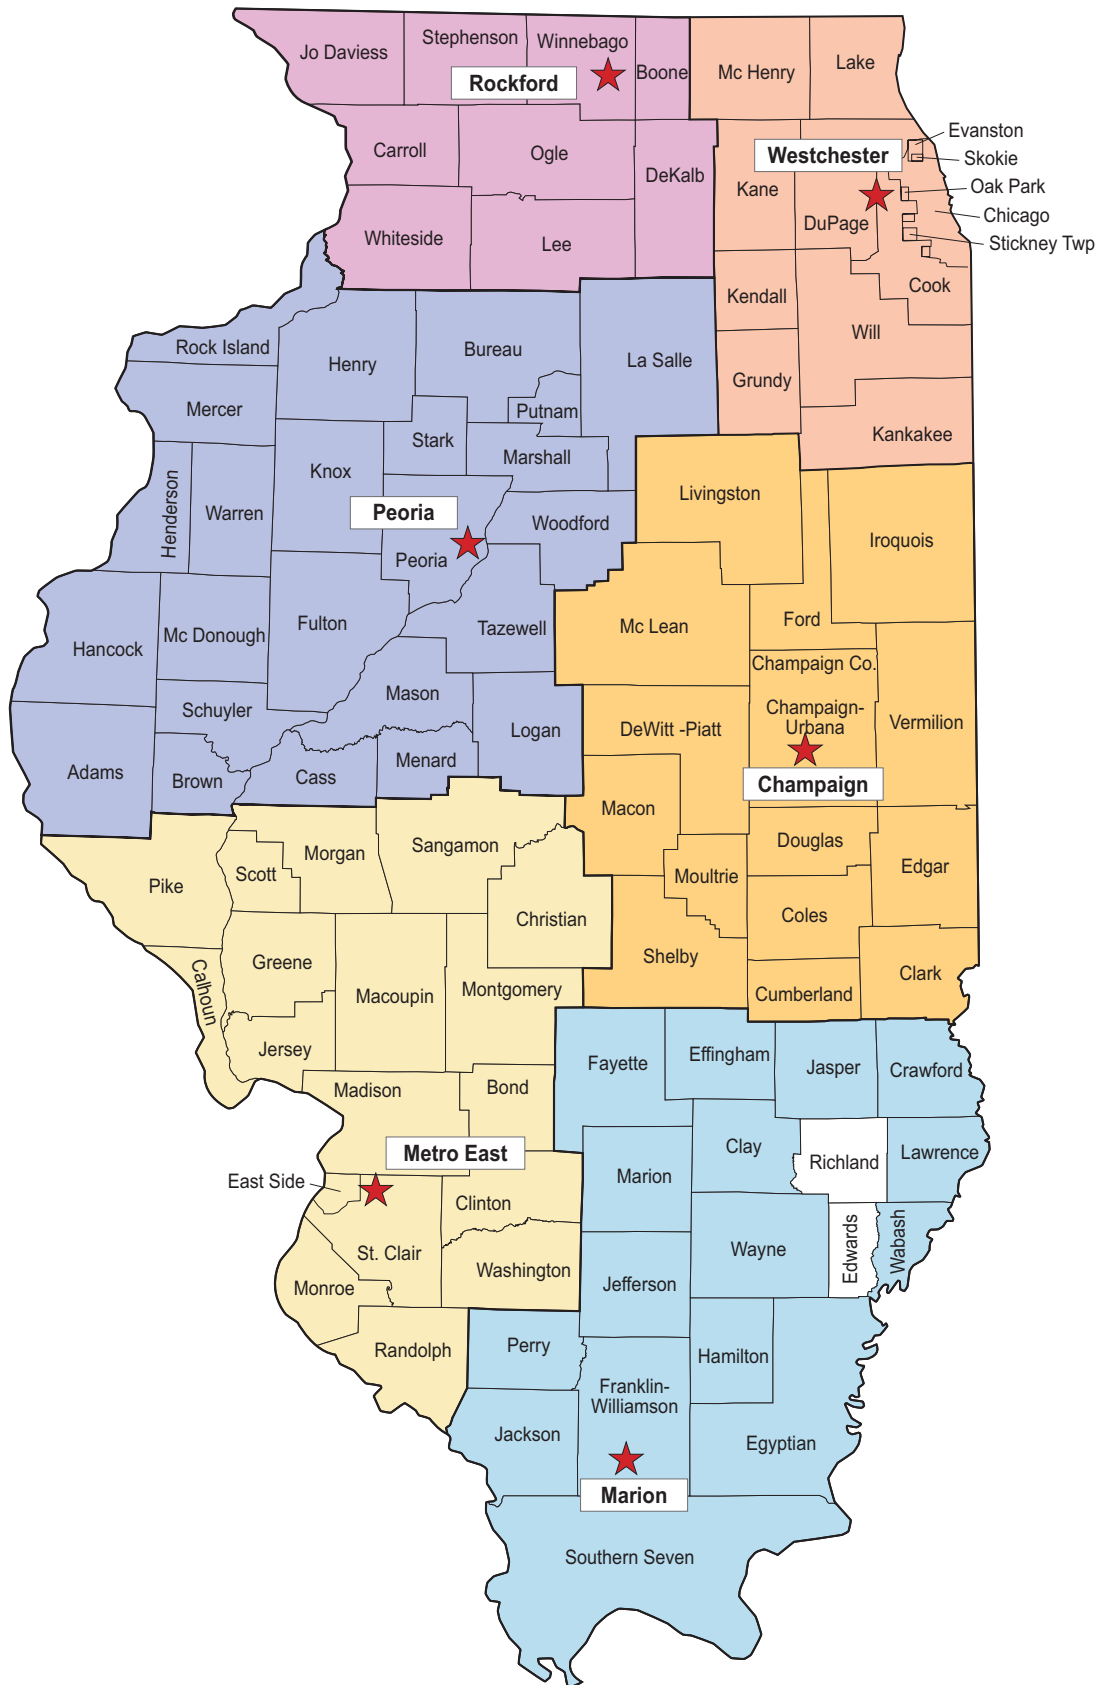 Jo Daviess
Stephenson
Winnebago
Boone
Rockford
Mc Henry
Lake
Carroll
Ogle
DeKalb
Whiteside
Lee
Evanston
Skokie
Westchester
Oak Park
Kane
Chicago
DuPage
Stickney Twp
Cook
Kendall
Will
Grundy
Kankakee
Rock Island
Henry
Bureau
La Salle
Mercer
Putnam
Stark
Marshall
Knox
Henderson
Warren
Peoria
Woodford
Peoria
Livingston
Iroquois
Hancock
Mc Donough
Fulton
Tazewell
Mc Lean
Ford
Champaign Co.
Mason
Schuyler
Logan
DeWitt -Piatt
Champaign-
Urbana
Vermilion
Adams
Brown
Cass
Menard
Champaign
Macon
Sangamon
Morgan
Scott
Pike
Douglas
Moultrie
Edgar
Christian
Coles
Shelby
Greene
Calhoun
Macoupin
Montgomery
Cumberland
Clark
Jersey
Fayette
Effingham
Jasper
Crawford
Madison
Bond
Metro East
Clay
Richland
Lawrence
East Side
Marion
Clinton
St. Clair
Washington
Wayne
Edwards
Wabash
Monroe
Jefferson
Randolph
Perry
Hamilton
Franklin-
Williamson
Jackson
Egyptian
Marion
Southern Seven